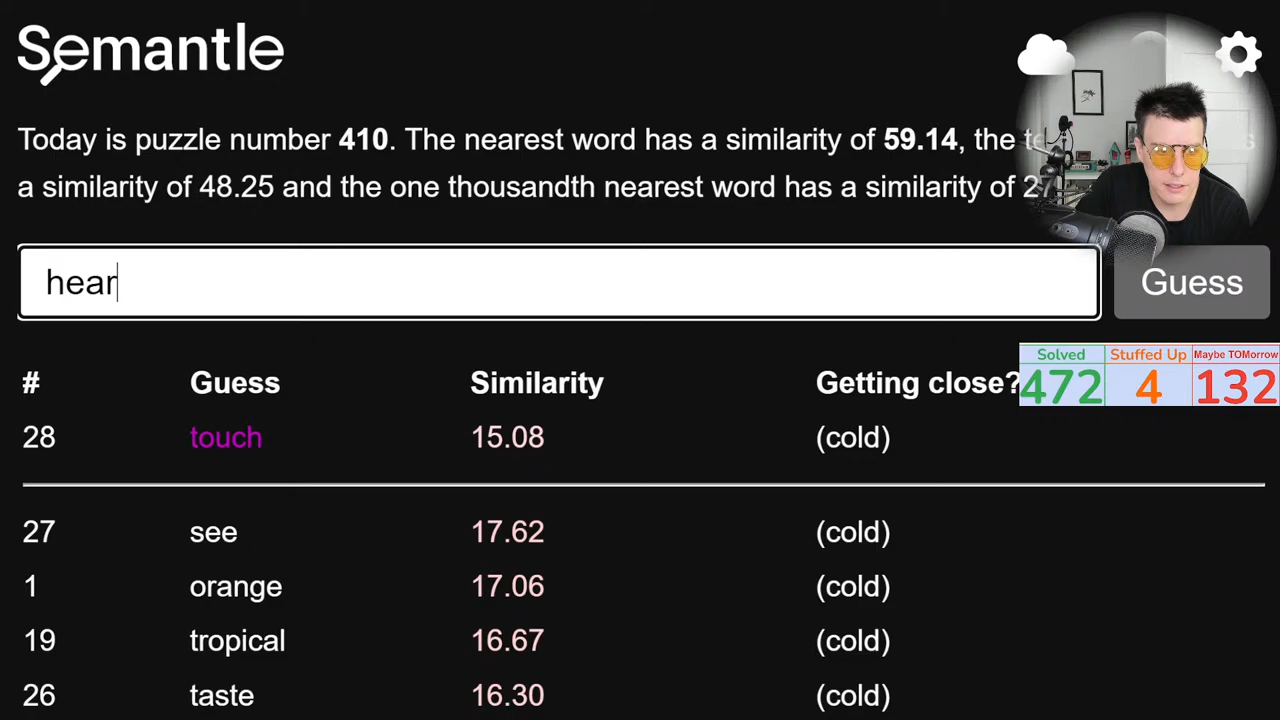 Semantle
Today is puzzle number 410. The nearest word has a similarity of 59.14, the
a similarity of 48.25 and the one thousandth nearest word has a similarity of
hear
Guess
Solved Stuffed Up Maybe TOMorrow
472 4 132
# Guess Similarity Getting close?
28 touch 15.08 (cold)
27 see 17.62 (cold)
1 orange 17.06 (cold)
19 tropical 16.67 (cold)
26 taste 16.30 (cold)